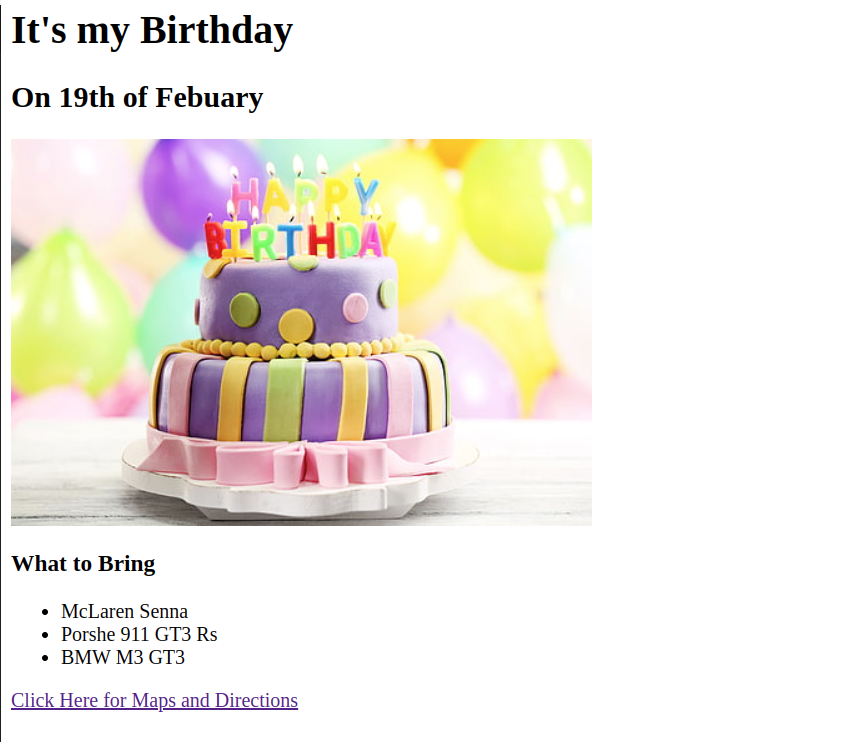 It's my Birthday
On 19th of Febuary
HAPPY
BIRTHDAY
What to Bring
McLaren Senna
Porshe 911 GT3 Rs
BMW M3 GT3
Click Here for Maps and Directions